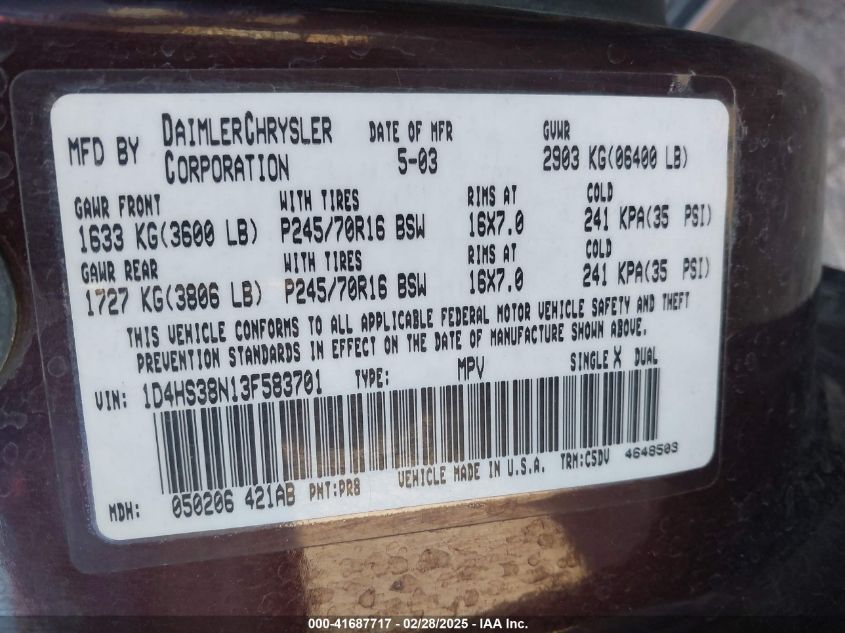 MFD BY DAIMLERCHRYSLER CORPORATION DATE OF MFR 5-03 GVWR 2903 KG(06400 LB)
GAWR FRONT WITH TIRES RIMS AT COLD
1633 KG(3600 LB) P245/70R16 BSW 16X7.0 241 KPA(35 PSI)
GAWR REAR WITH TIRES RIMS AT COLD
1727 KG(3806 LB) P245/70R16 BSW 16X7.0 241 KPA(35 PSI)
THIS VEHICLE CONFORMS TO ALL APPLICABLE FEDERAL MOTOR VEHICLE SAFETY AND THEFT
PREVENTION STANDARDS IN EFFECT ON THE DATE OF MANUFACTURE SHOWN ABOVE.
VIN: 1D4HS38N13F583701 TYPE: MPV SINGLE X DUAL
MDH: 050206 421AB PNT:PR8 VEHICLE MADE IN U.S.A. TRM:C5DV 4648503
000-41687717 - 02/28/2025 - IAA Inc.